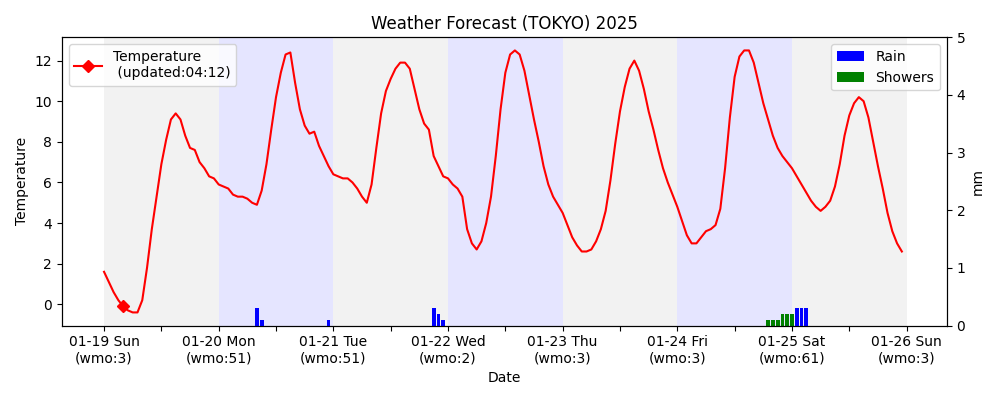 Weather Forecast (TOKYO) 2025
Temperature
(updated:04:12)
Rain
Showers
12
10
8
6
4
2
0
Temperature
5
4
3
2
1
0
mm
01-19 Sun
(wmo:3)
01-20 Mon
(wmo:51)
01-21 Tue
(wmo:51)
01-22 Wed
(wmo:2)
01-23 Thu
(wmo:3)
01-24 Fri
(wmo:3)
01-25 Sat
(wmo:61)
01-26 Sun
(wmo:3)
Date